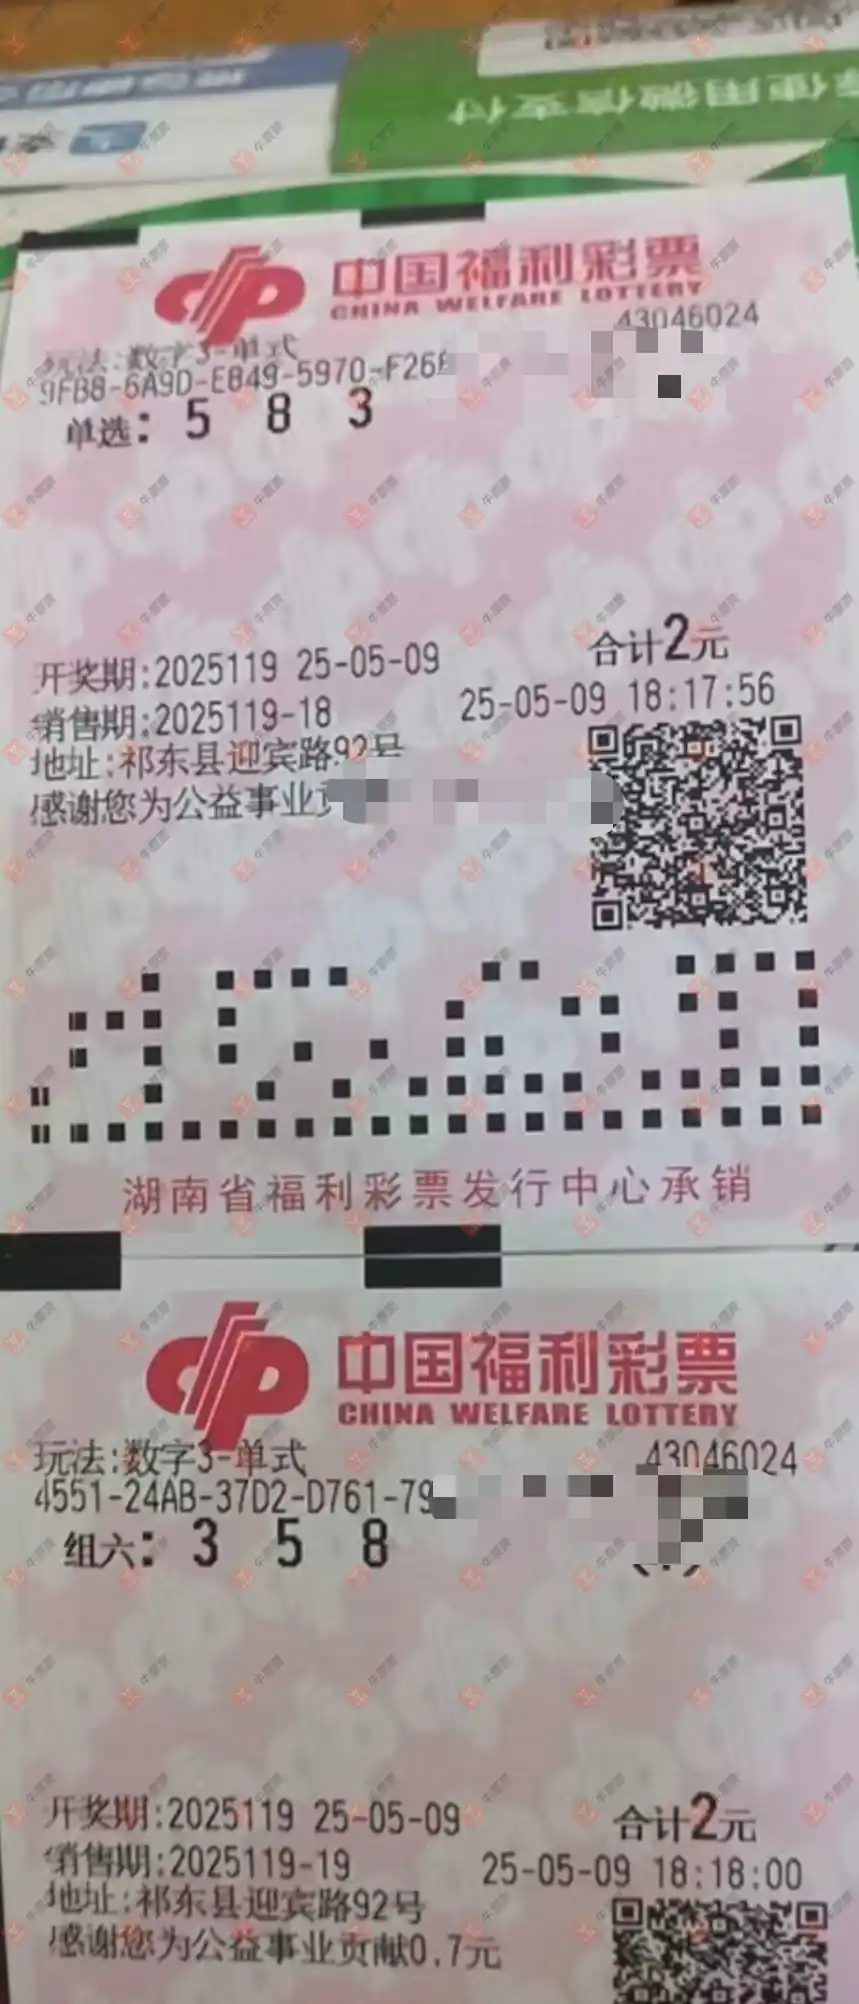 使用微信支付
中国福利彩票
CHINA WELFARE LOTTERY
43046024
玩法:数字3-单式
9FB8-6A9D-E849-5970-F26
单选: 5 8 3
合计2元
开奖期:2025119 25-05-09
销售期:2025119-18 25-05-09 18:17:56
地址:祁东县迎宾路92号
感谢您为公益事业
湖南省福利彩票发行中心承销
中国福利彩票
CHINA WELFARE LOTTERY
玩法:数字3-单式 43046024
4551-24AB-37D2-D761-79
组六: 3 5 8
开奖期:2025119 25-05-09 合计2元
销售期:2025119-19 25-05-09 18:18:00
地址:祁东县迎宾路92号
感谢您为公益事业贡献0.7元